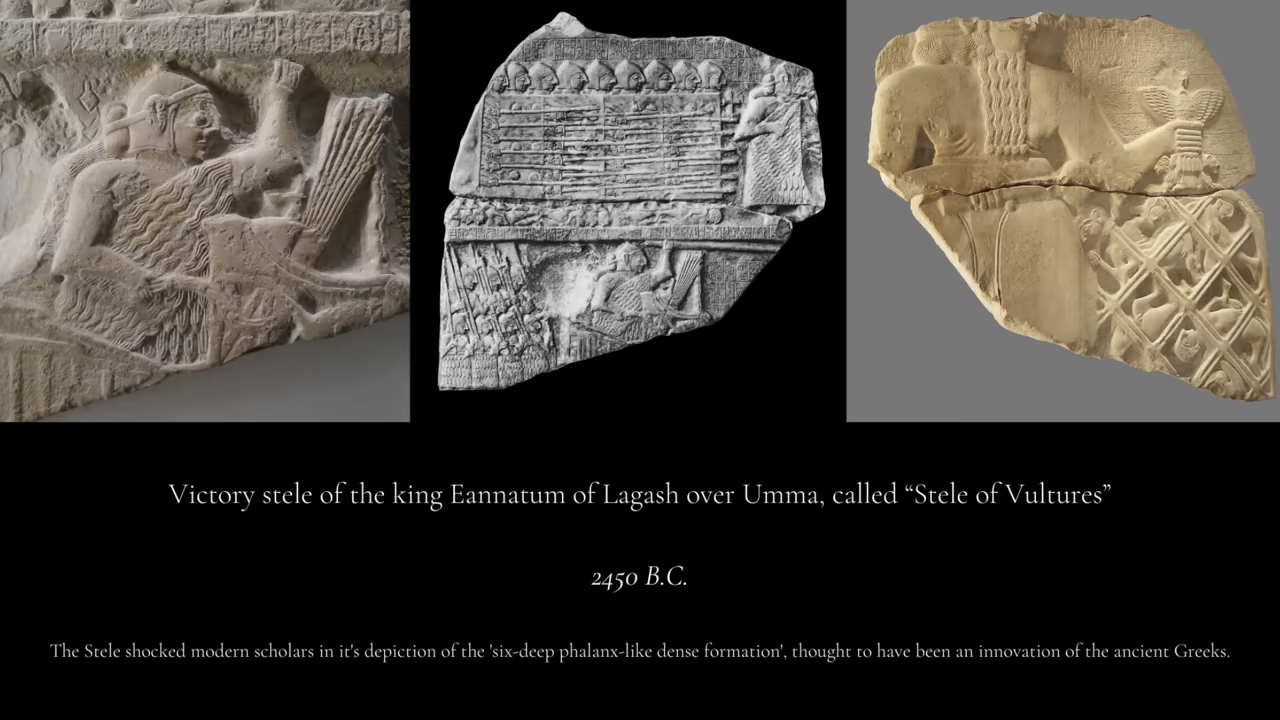 Victory stele of the king Eannatum of Lagash over Umma, called “Stele of Vultures”
2450 B.C.
The Stele shocked modern scholars in it's depiction of the 'six-deep phalanx-like dense formation', thought to have been an innovation of the ancient Greeks.